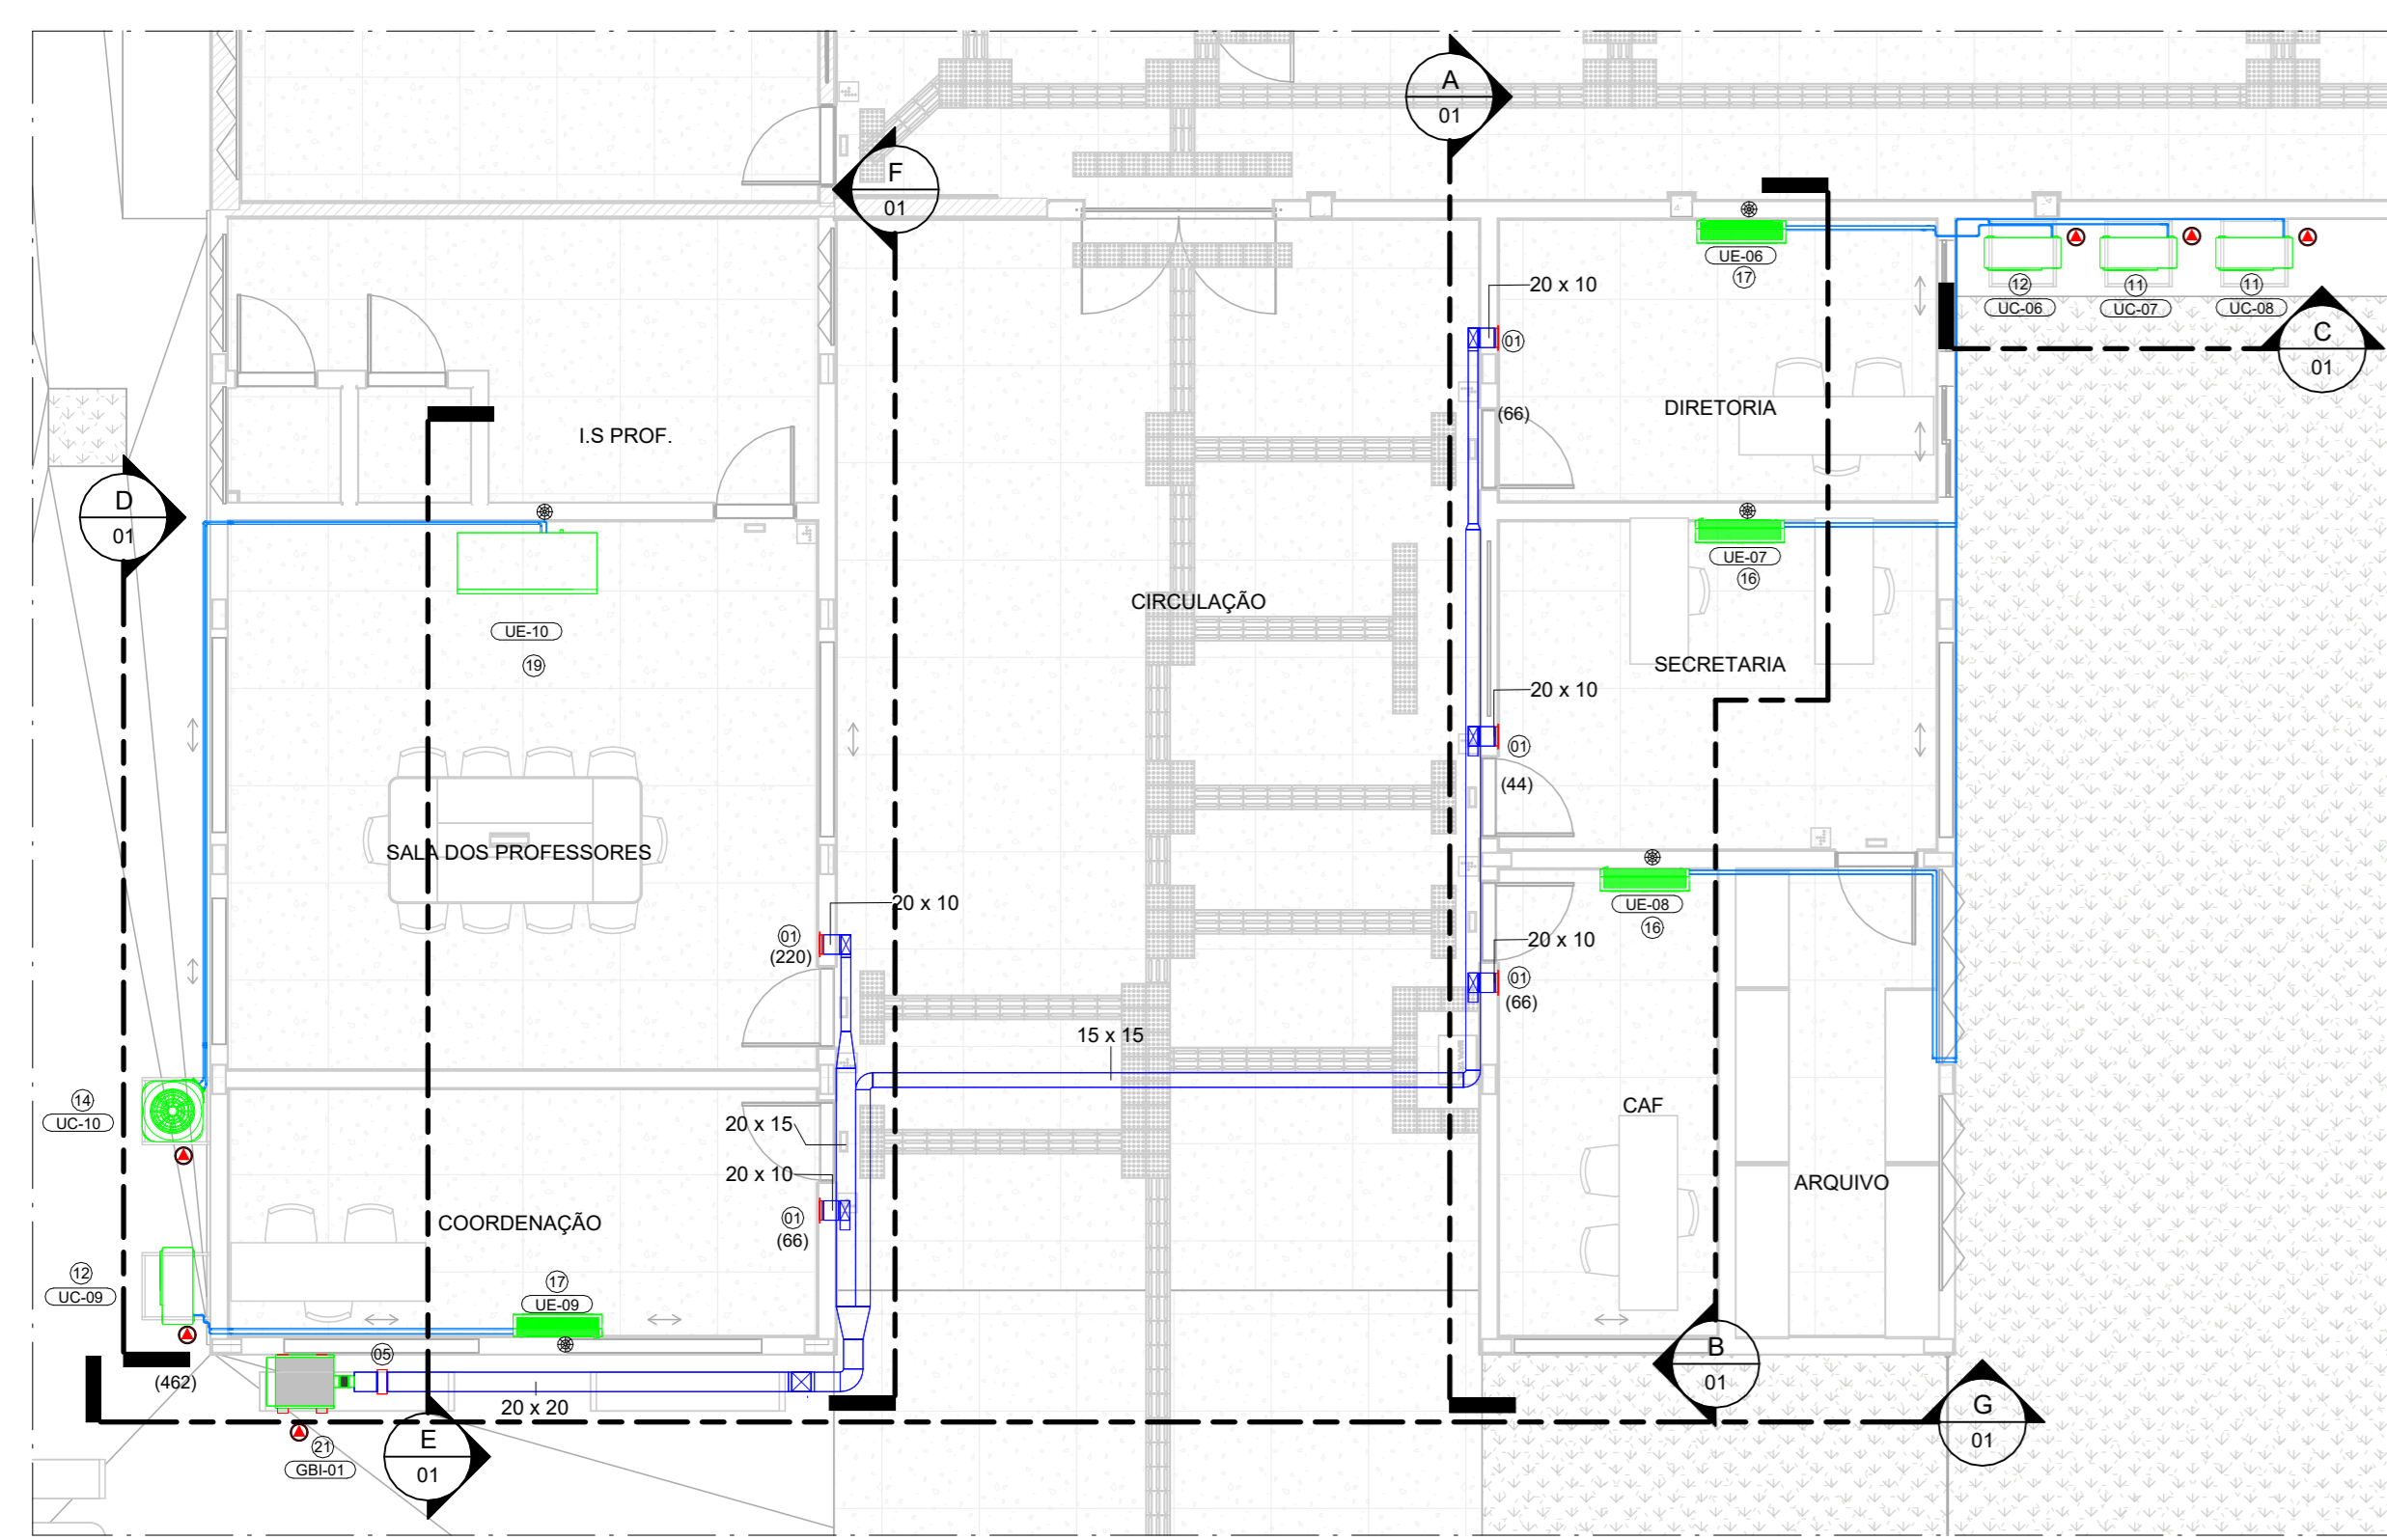 A
01
F
01
20 x 10
UE-06
17
12
UC-06
11
UC-07
11
UC-08
C
01
01
(66)
DIRETORIA
I.S PROF.
D
01
UE-07
16
CIRCULAÇÃO
UE-10
19
SECRETARIA
20 x 10
01
(44)
SALA DOS PROFESSORES
20 x 10
01
(220)
UE-08
16
20 x 10
01
(66)
15 x 15
14
UC-10
CAF
20 x 15
20 x 10
ARQUIVO
01
(66)
COORDENAÇÃO
12
UC-09
17
UE-09
05
(462)
20 x 20
B
01
G
01
21
GBI-01
E
01